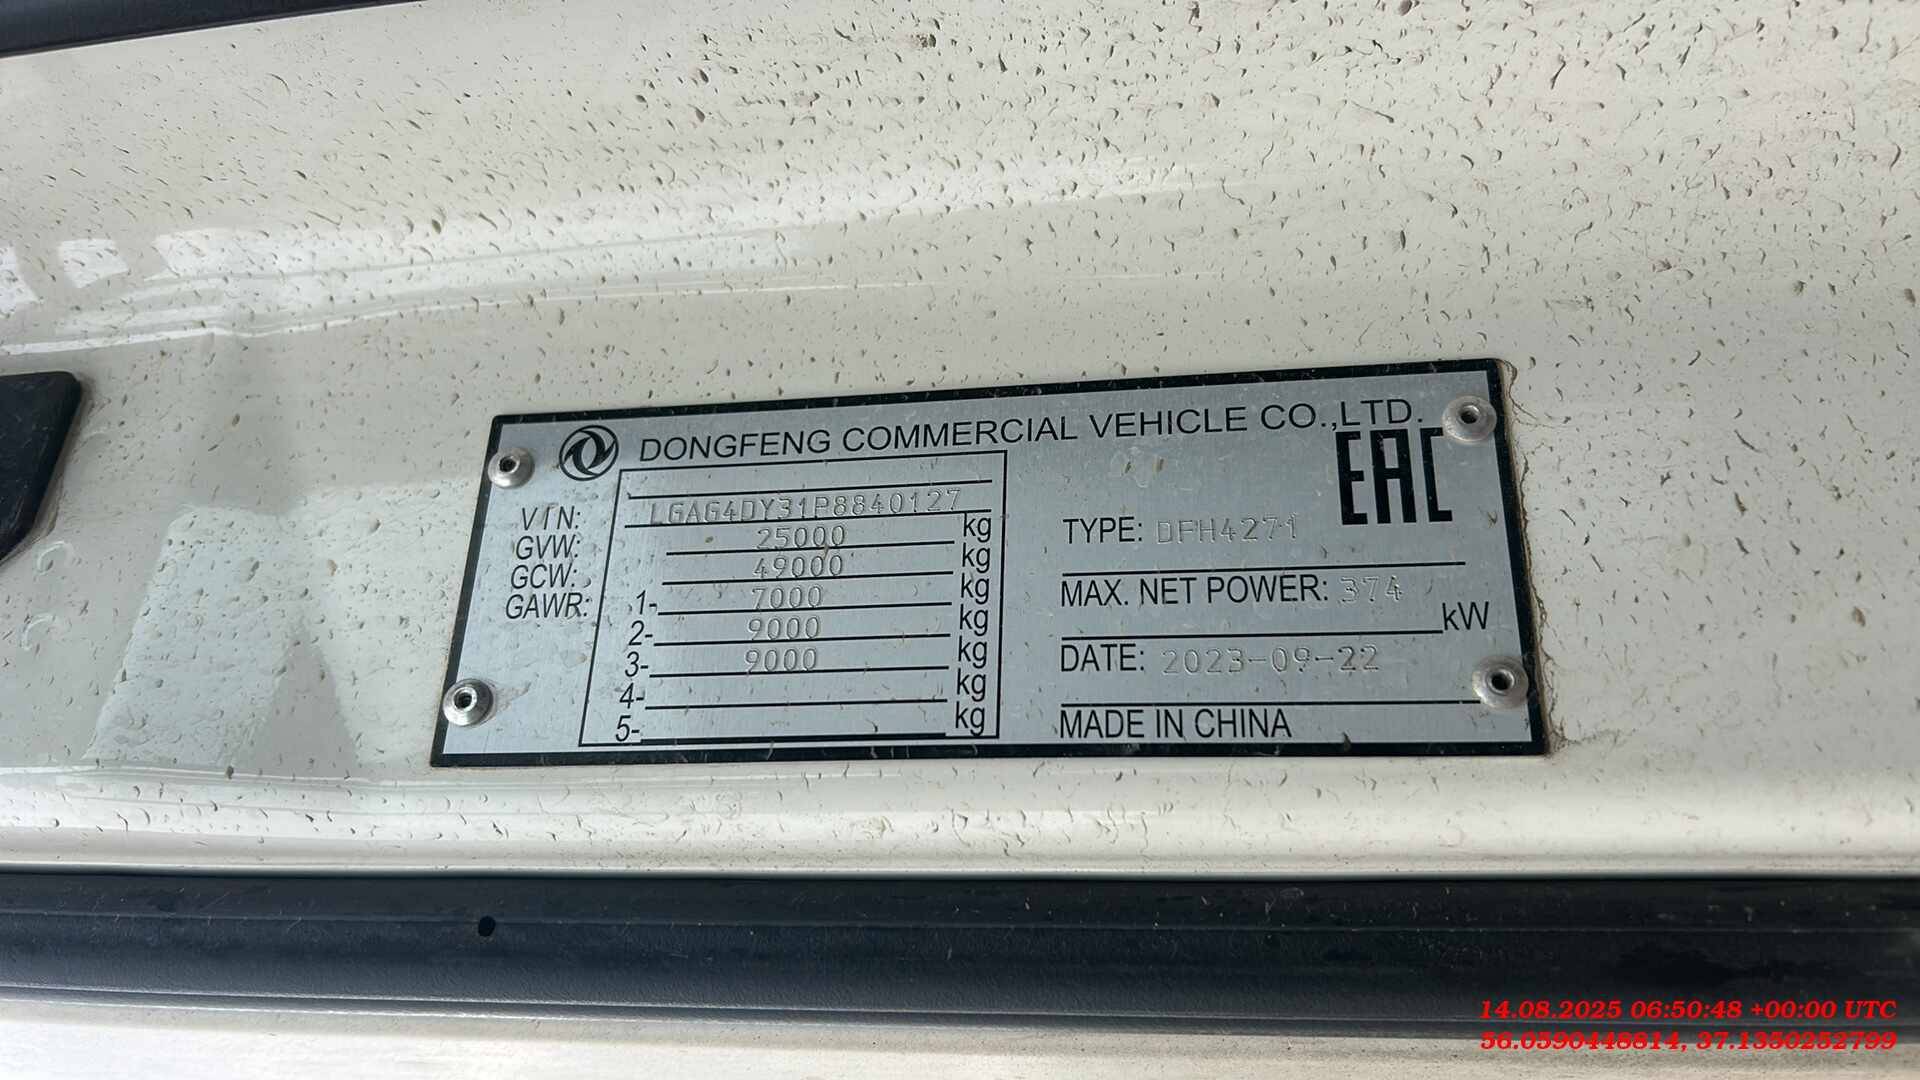 DONGFENG COMMERCIAL VEHICLE CO.,LTD.
EAC
VIN: LGAG4DY31P8840127
GVW: 25000 kg
GCW: 49000 kg
GAWR: 1- 7000 kg
2- 9000 kg
3- 9000 kg
4- kg
5- kg
TYPE: DFH4271
MAX. NET POWER: 374 kW
DATE: 2023-09-22
MADE IN CHINA
14.08.2025 06:50:48 +00:00 UTC
56.0590448814, 37.1350252799